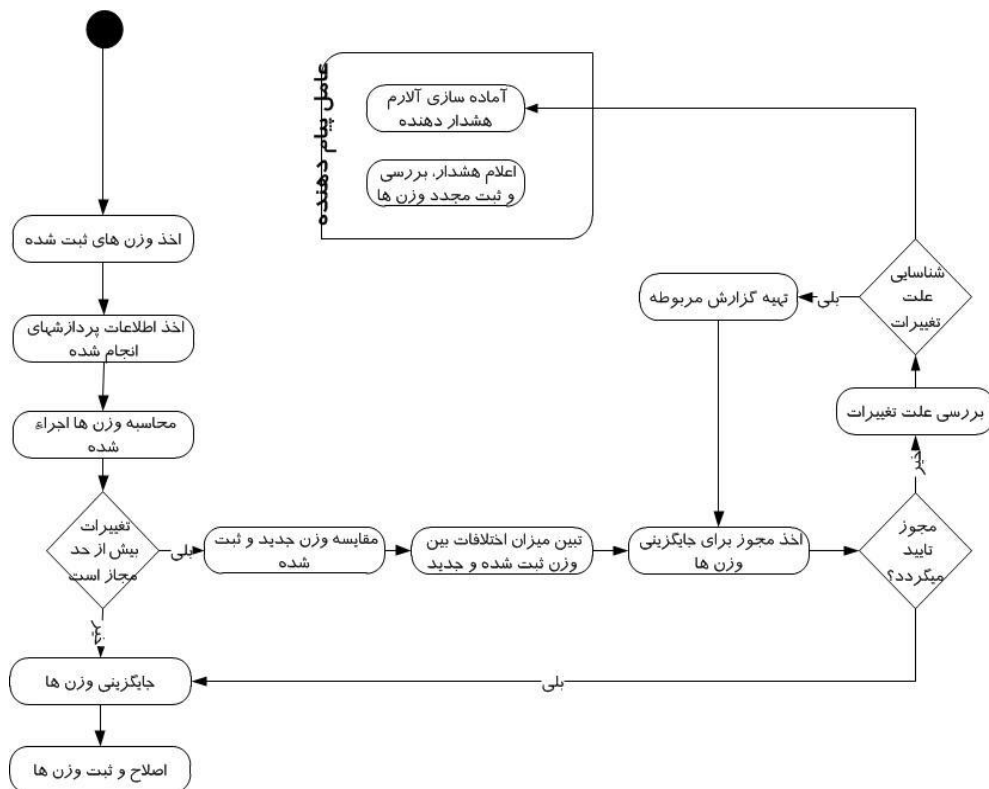 عامل پیام دهنده
آماده سازی آلارم
هشدار دهنده
اعلام هشدار، بررسی
و ثبت مجدد وزن ها
اخذ وزن های ثبت شده
اخذ اطلاعات پردازشهای
انجام شده
محاسبه وزن ها اجراء
شده
تغییرات
بیش از حد
مجاز است
بلی
خیر
مقایسه وزن جدید و ثبت
شده
تبین میزان اختلافات بین
وزن ثبت شده و جدید
اخذ مجوز برای جایگزینی
وزن ها
مجوز
تایید
میگردد؟
خیر
بررسی علت تغییرات
شناسایی
علت
تغییرات
بلی
تهیه گزارش مربوطه
بلی
جایگزینی وزن ها
اصلاح و ثبت وزن ها